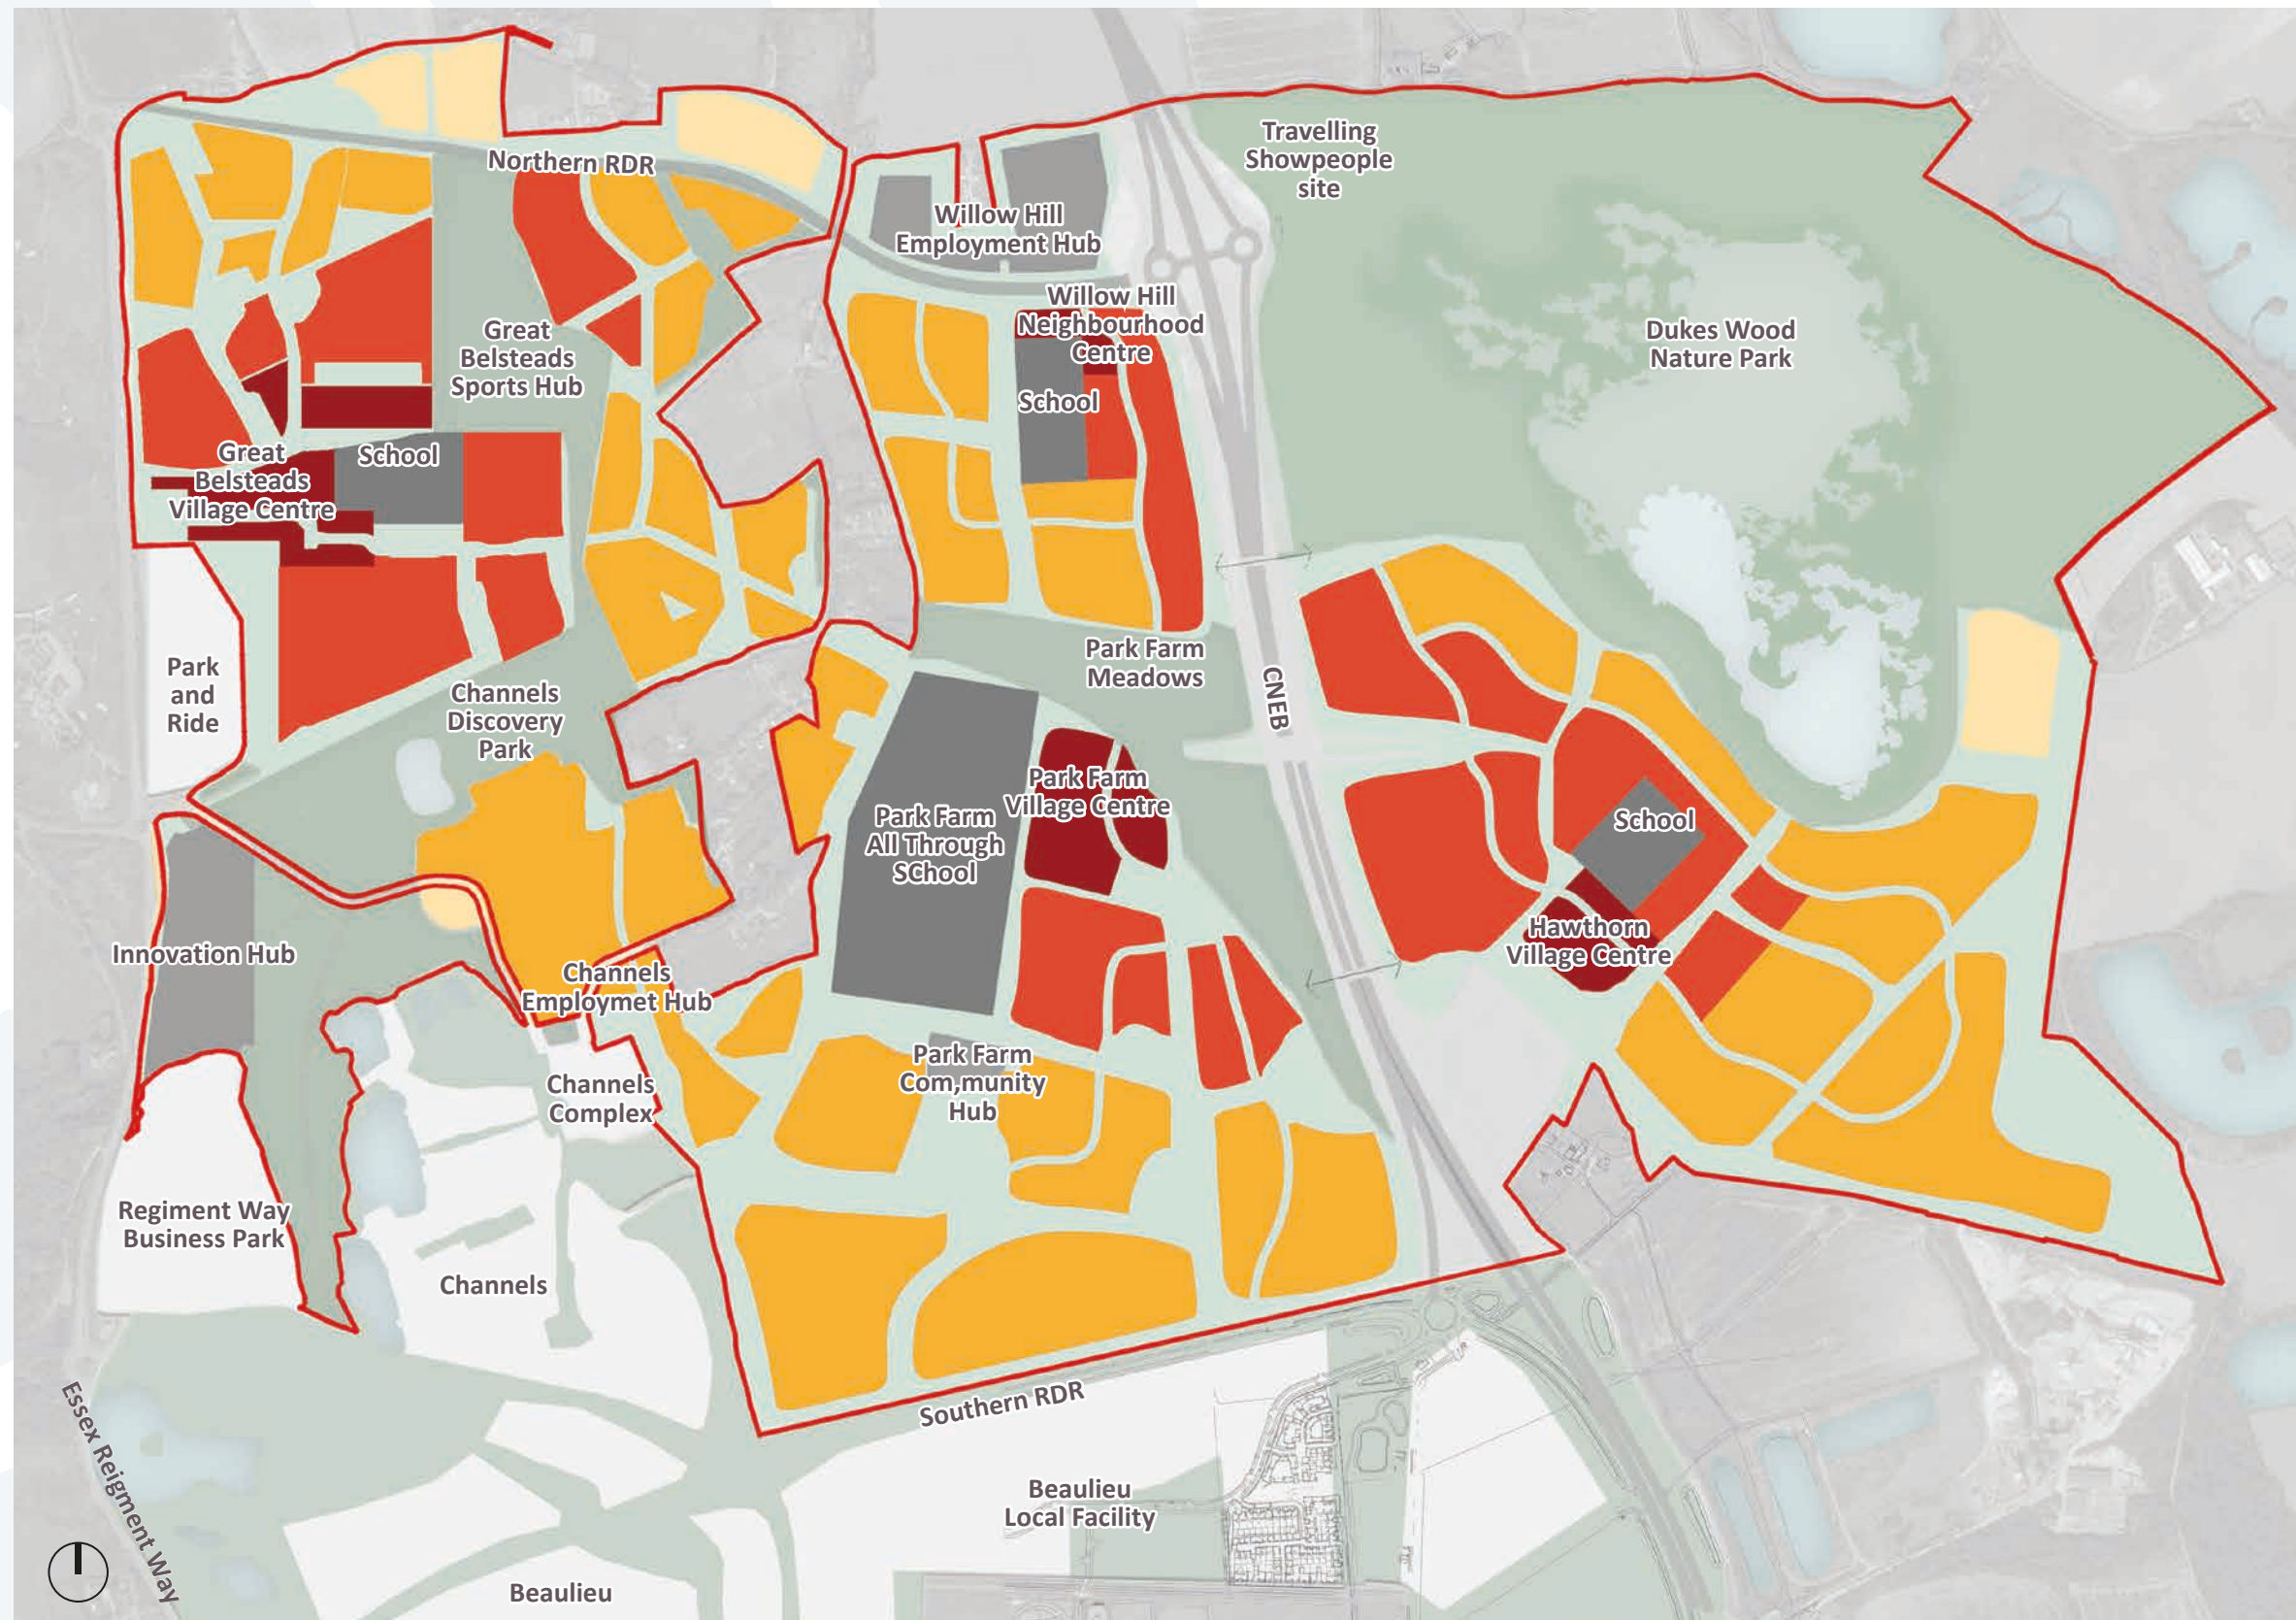 Travelling
Showpeople
site
Northern RDR
Willow Hill
Employment Hub
Willow Hill
Neighbourhood
Centre
Great
Belsteads
Sports Hub
Dukes Wood
Nature Park
School
Great
Belsteads
Village Centre
School
Park Farm
Meadows
Park
and
Ride
Channels
Discovery
Park
CNEB
Park Farm
Village Centre
Park Farm
All Through
SChool
School
Hawthorn
Village Centre
Innovation Hub
Channels
Employmet Hub
Park Farm
Com,munity
Hub
Channels
Complex
Regiment Way
Business Park
Channels
Southern RDR
Essex Reigment Way
Beaulieu
Local Facility
Beaulieu